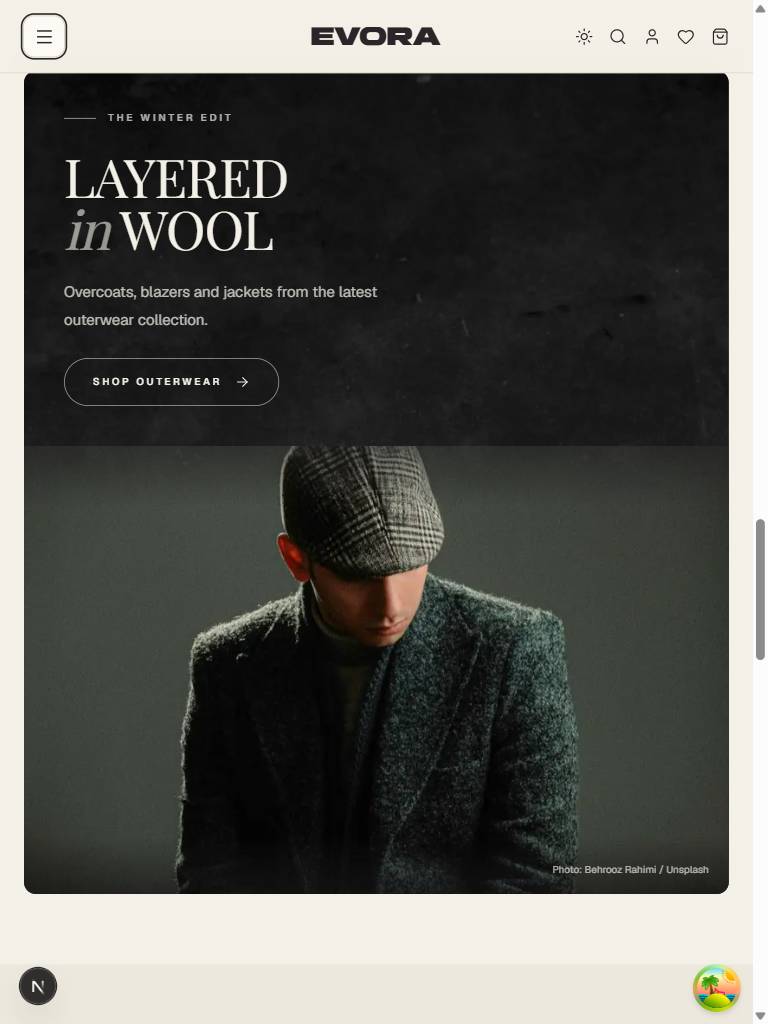 EVORA
THE WINTER EDIT
LAYERED
in WOOL
Overcoats, blazers and jackets from the latest
outerwear collection.
SHOP OUTERWEAR
Photo: Behrooz Rahimi / Unsplash
N